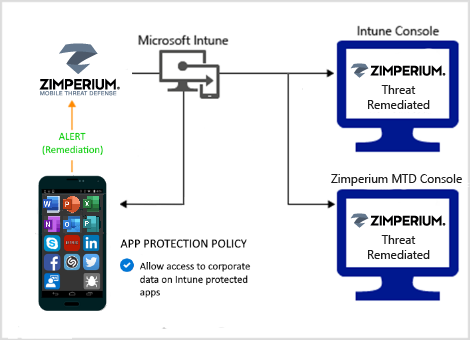 Microsoft Intune
Intune Console
ZIMPERIUM.
MOBILE THREAT DEFENSE
ZIMPERIUM.
Threat
Remediated
ALERT
(Remediation)
Zimperium MTD Console
ZIMPERIUM.
Threat
Remediated
APP PROTECTION POLICY
Allow access to corporate
data on Intune protected
apps